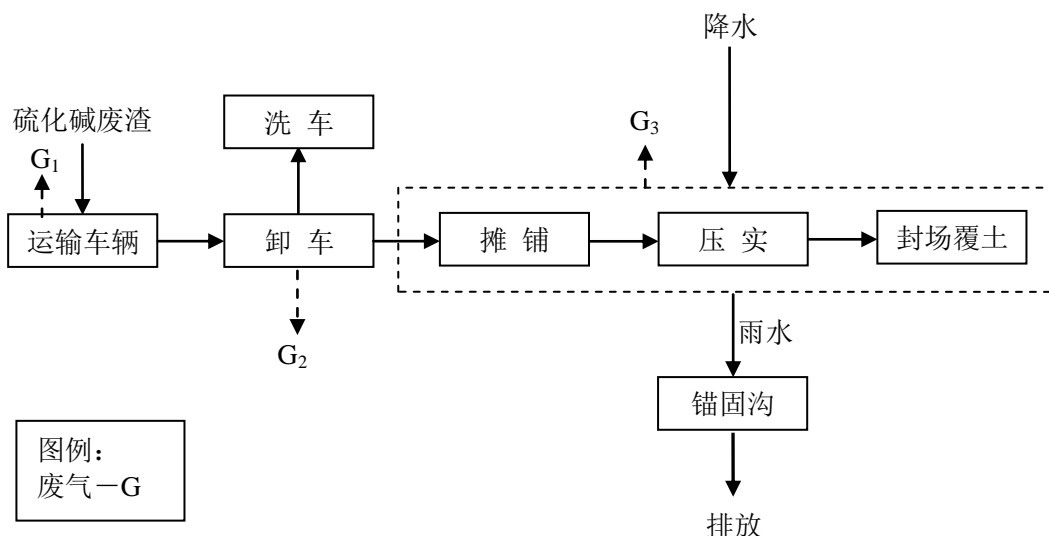 降水
硫化碱废渣
洗 车
G₃
G₁
运输车辆
卸 车
摊 铺
压 实
封场覆土
G₂
雨水
锚固沟
图例：
废气－G
排放